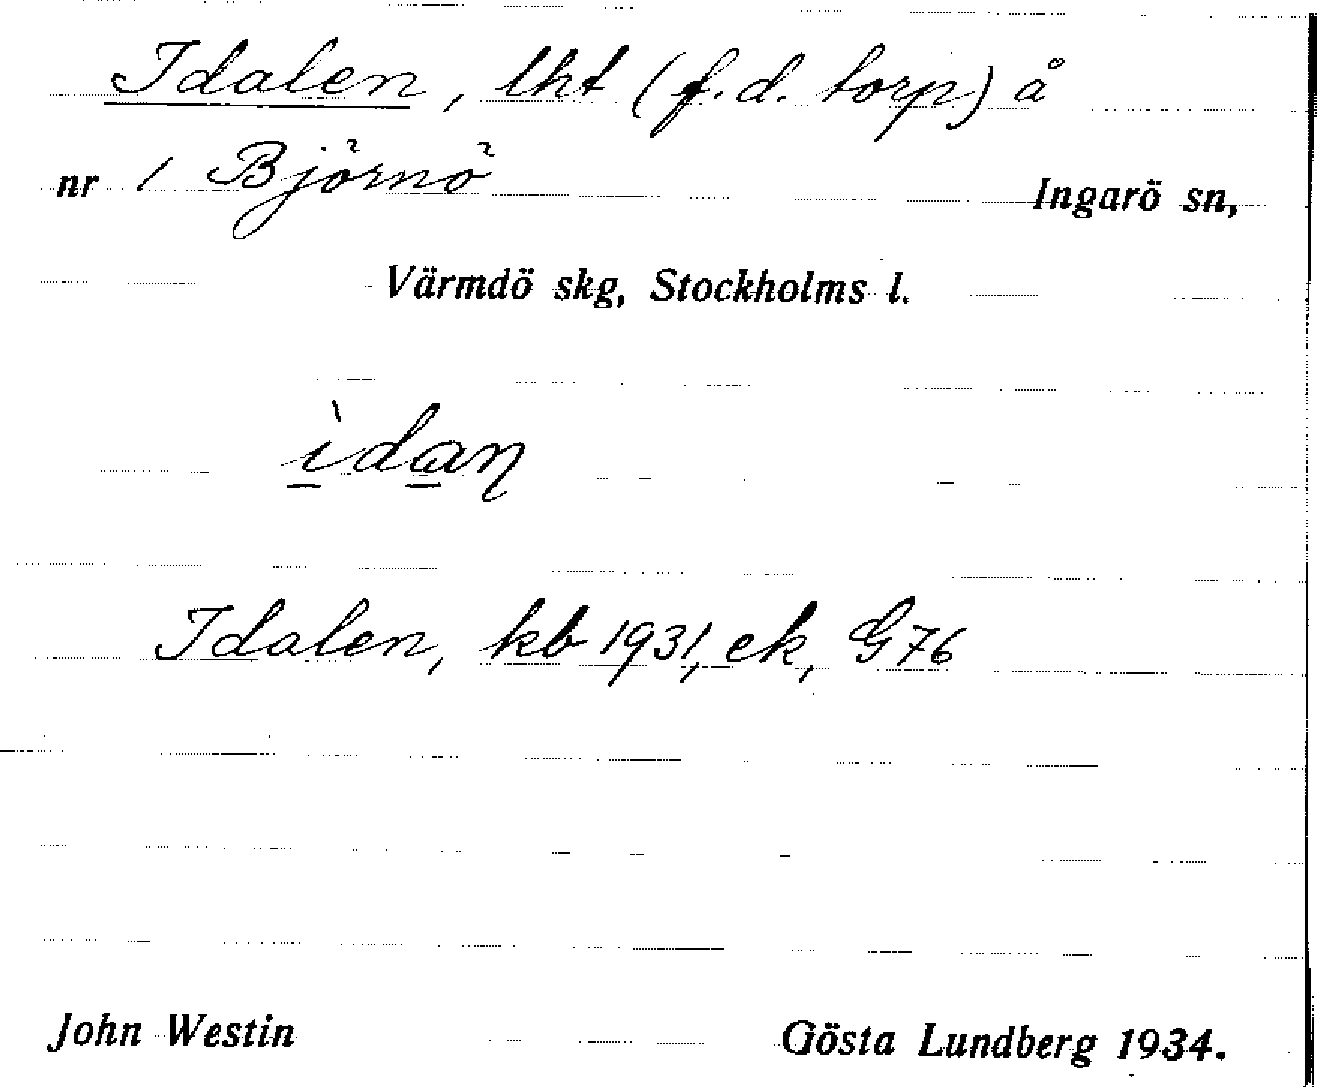 Idalen, lht (f.d. torp) å
nr 1 Björnö Ingarö sn,
Värmdö skg, Stockholms l.
ìdaƞ
Idalen, kb 1931, ek, G76
John Westin Gösta Lundberg 1934.